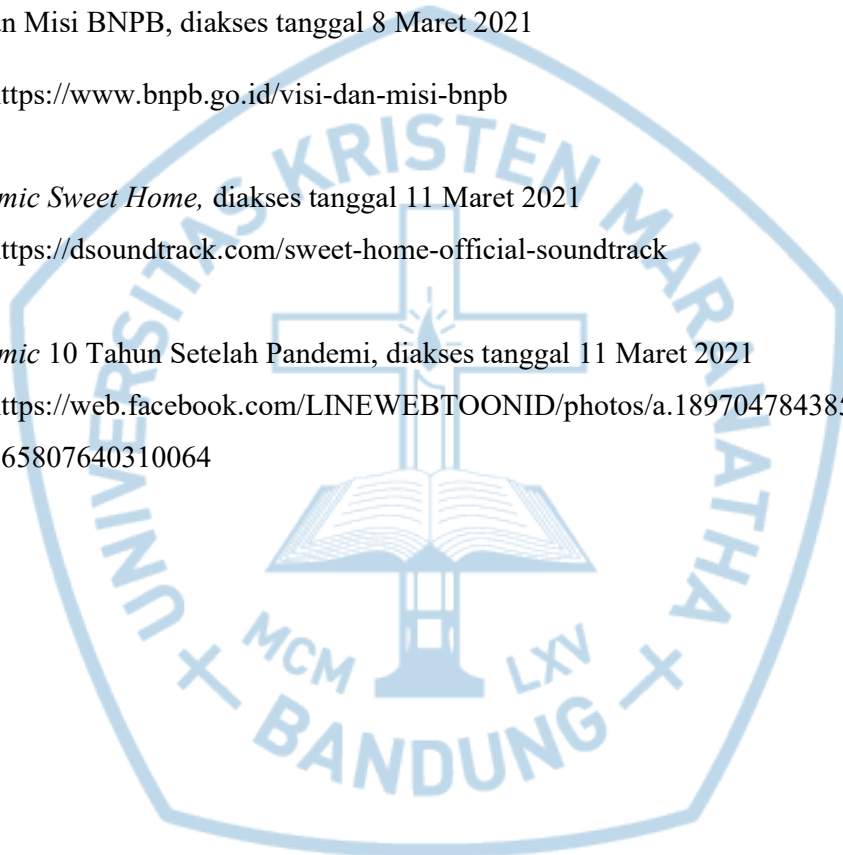 an Misi BNPB, diakses tanggal 8 Maret 2021
ttps://www.bnpb.go.id/visi-dan-misi-bnpb
mic Sweet Home, diakses tanggal 11 Maret 2021
ttps://dsoundtrack.com/sweet-home-official-soundtrack
mic 10 Tahun Setelah Pandemi, diakses tanggal 11 Maret 2021
ttps://web.facebook.com/LINEWEBTOONID/photos/a.189704784385
65807640310064
UNIVERSITAS KRISTEN MARANATHA
MCM LXV
BANDUNG